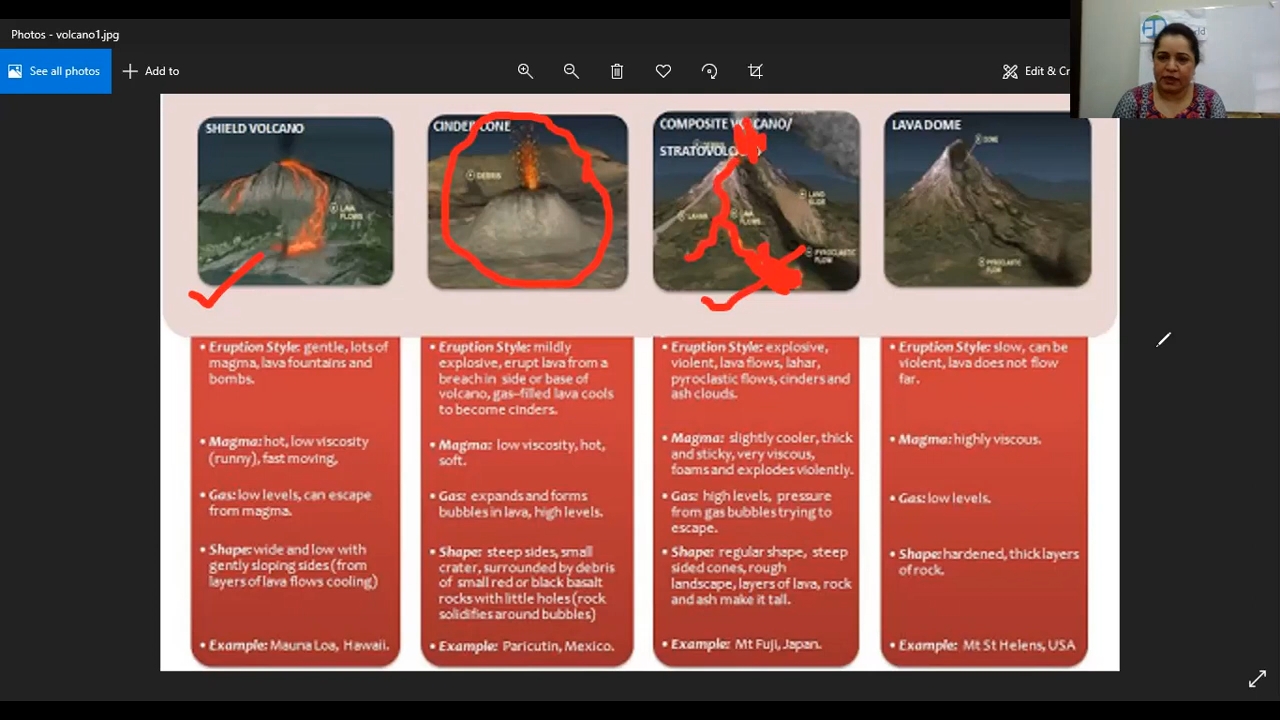 Photos - volcano1.jpg
See all photos
Add to
Edit & Cr
SHIELD VOLCANO
LAVA
FLOWS
CINDER CONE
DEBRIS
COMPOSITE VOLCANO/
STRATOVOLCANO
LAHAR
LAVA
FLOWS
LAND
SLIDE
PYROCLASTIC
FLOW
LAVA DOME
DOME
PYROCLASTIC
FLOW
• Eruption Style: gentle, lots of
magma, lava fountains and
bombs.
• Magma: hot, low viscosity
(runny), fast moving,
• Gas: low levels, can escape
from magma.
• Shape: wide and low with
gently sloping sides (from
layers of lava flows cooling)
• Example: Mauna Loa, Hawaii.
• Eruption Style: mildly
explosive, erupt lava from a
breach in side or base of
volcano, gas–filled lava cools
to become cinders.
• Magma: low viscosity, hot,
soft.
• Gas: expands and forms
bubbles in lava, high levels.
• Shape: steep sides, small
crater, surrounded by debris
of small red or black basalt
rocks with little holes (rock
solidifies around bubbles)
• Example: Paricutin, Mexico.
• Eruption Style: explosive,
violent, lava flows, lahar,
pyroclastic flows, cinders and
ash clouds.
• Magma: slightly cooler, thick
and sticky, very viscous,
foams and explodes violently.
• Gas: high levels, pressure
from gas bubbles trying to
escape.
• Shape: regular shape, steep
sided cones, rough
landscape, layers of lava, rock
and ash make it tall.
• Example: Mt Fuji, Japan.
• Eruption Style: slow, can be
violent, lava does not flow
far.
• Magma: highly viscous.
• Gas: low levels.
• Shape: hardened, thick layers
of rock.
• Example: Mt St Helens, USA